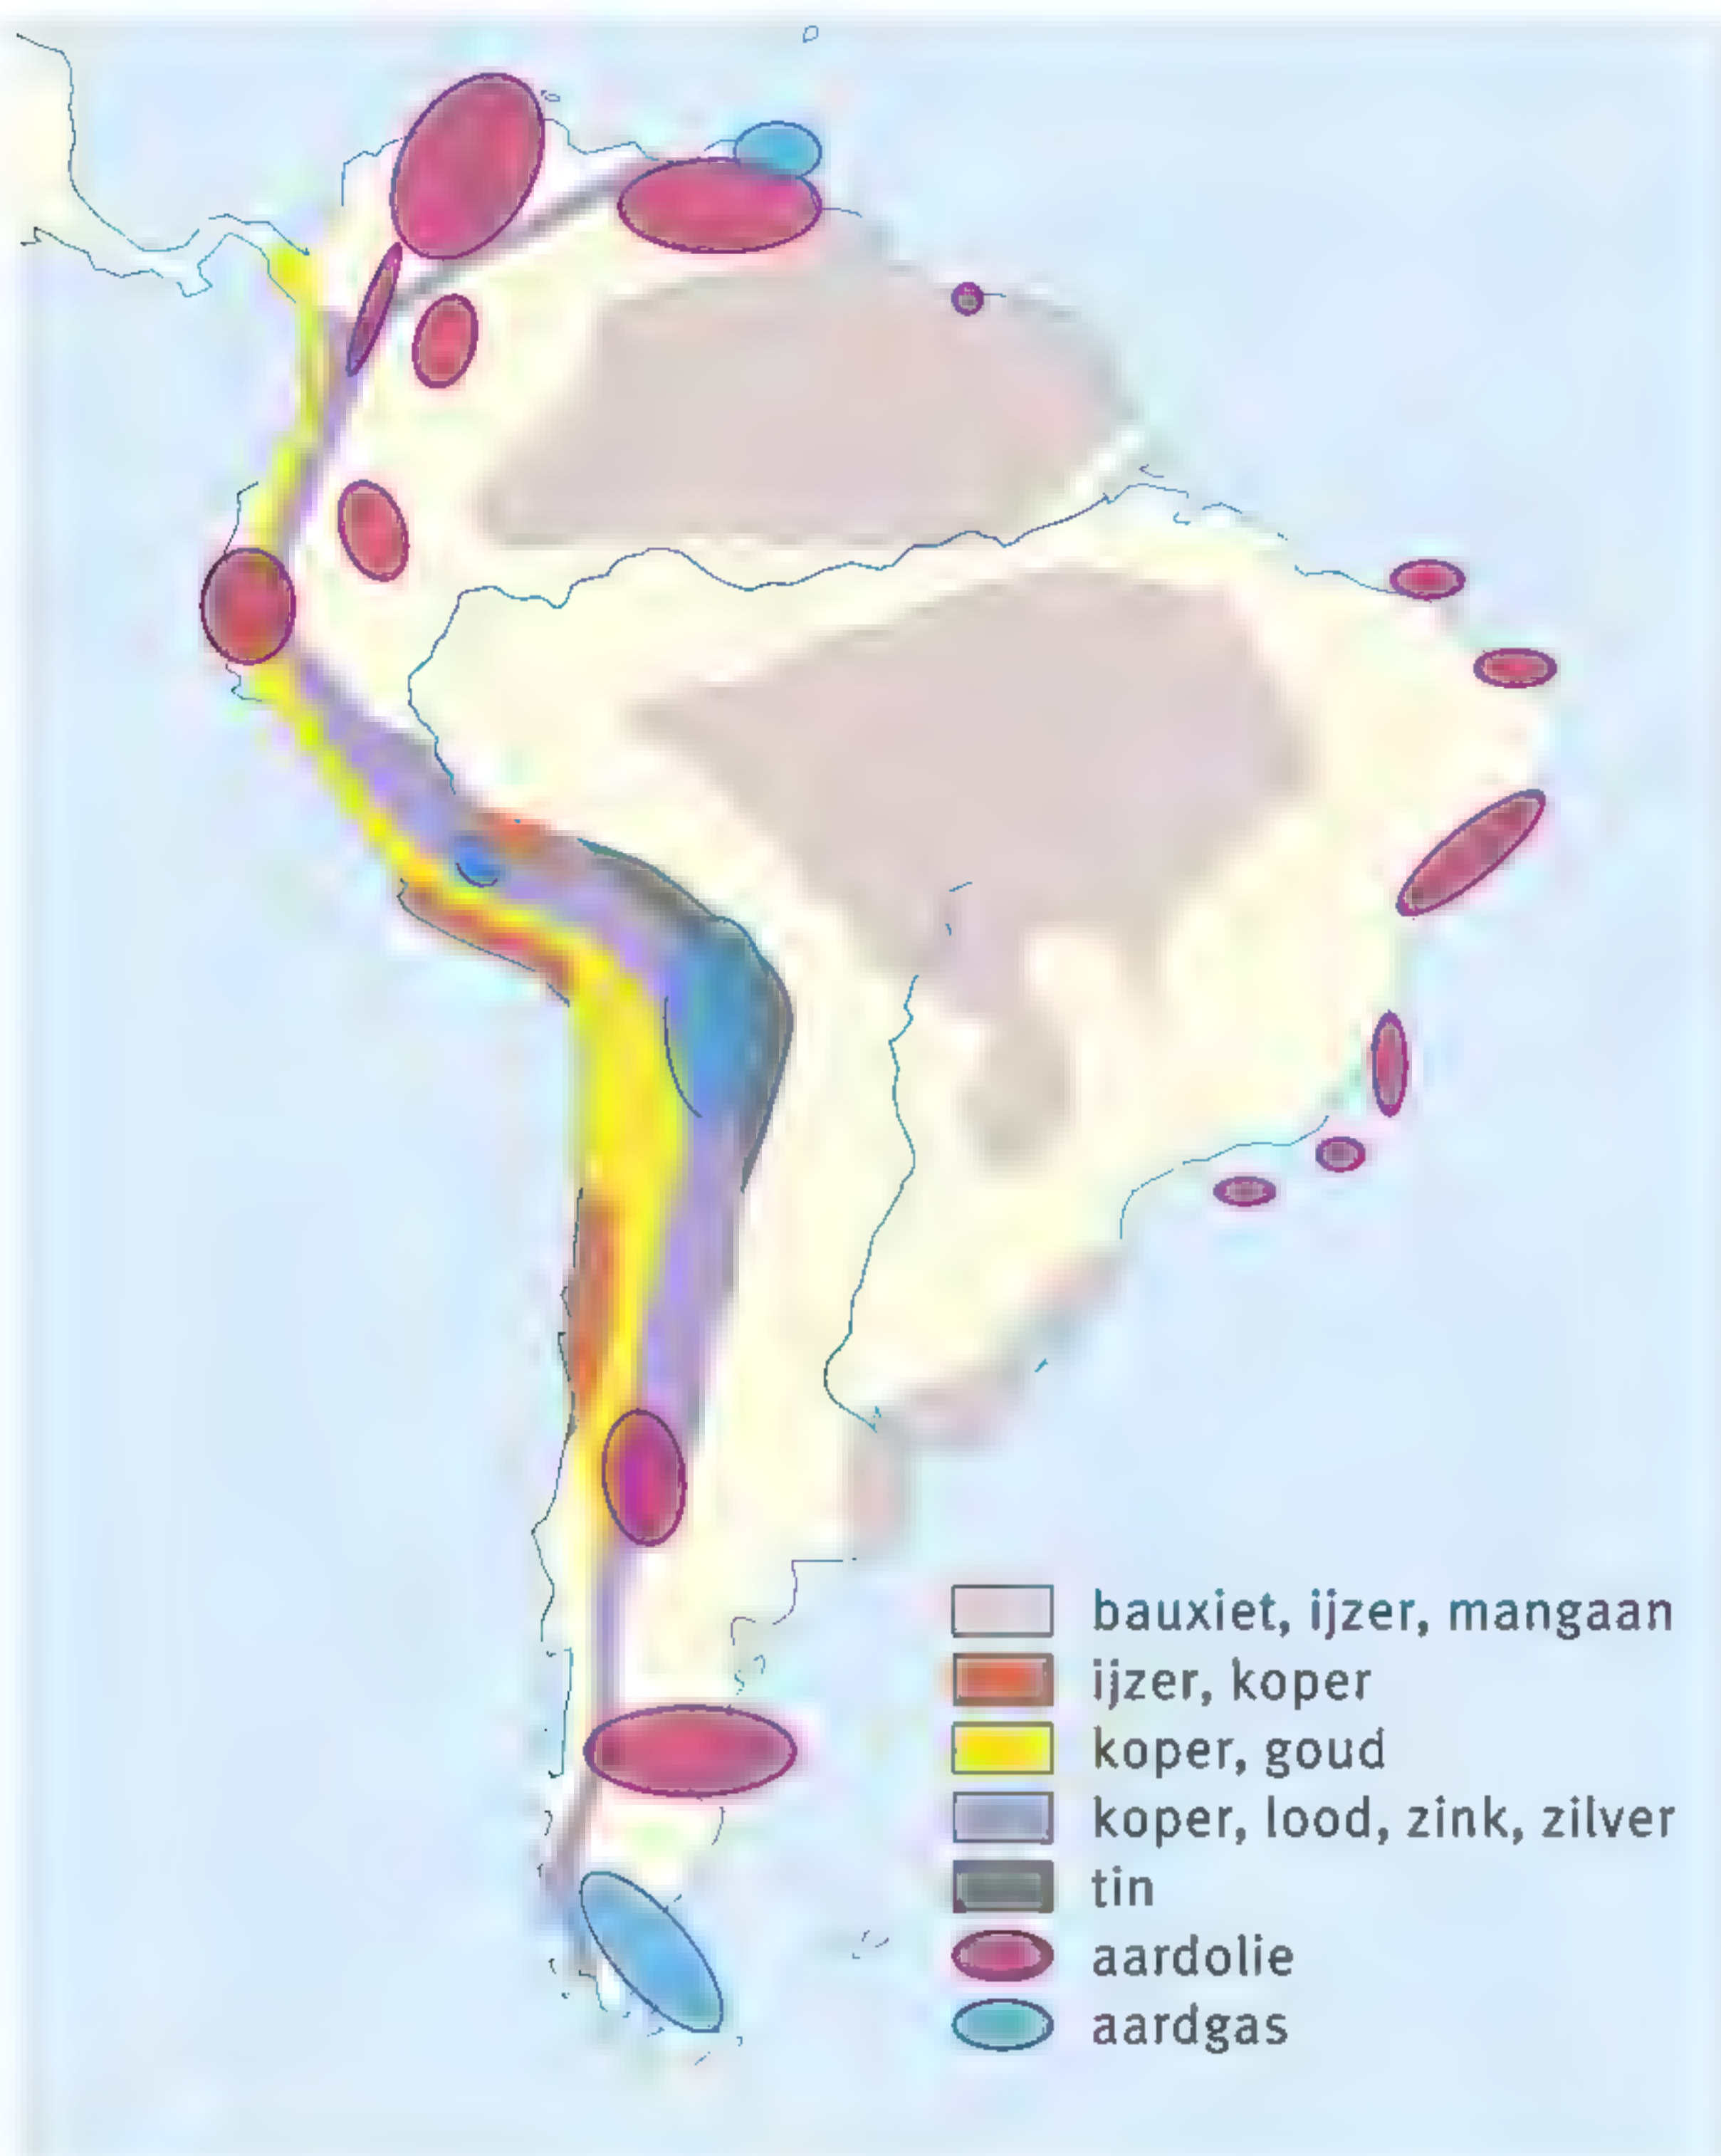 bauxiet, ijzer, mangaan
ijzer, koper
koper, goud
koper, lood, zink, zilver
tin
aardolie
aardgas